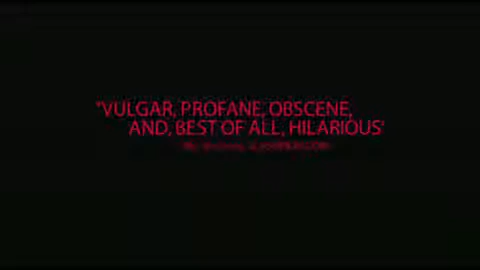 "VULGAR, PROFANE, OBSCENE,
AND, BEST OF ALL, HILARIOUS"